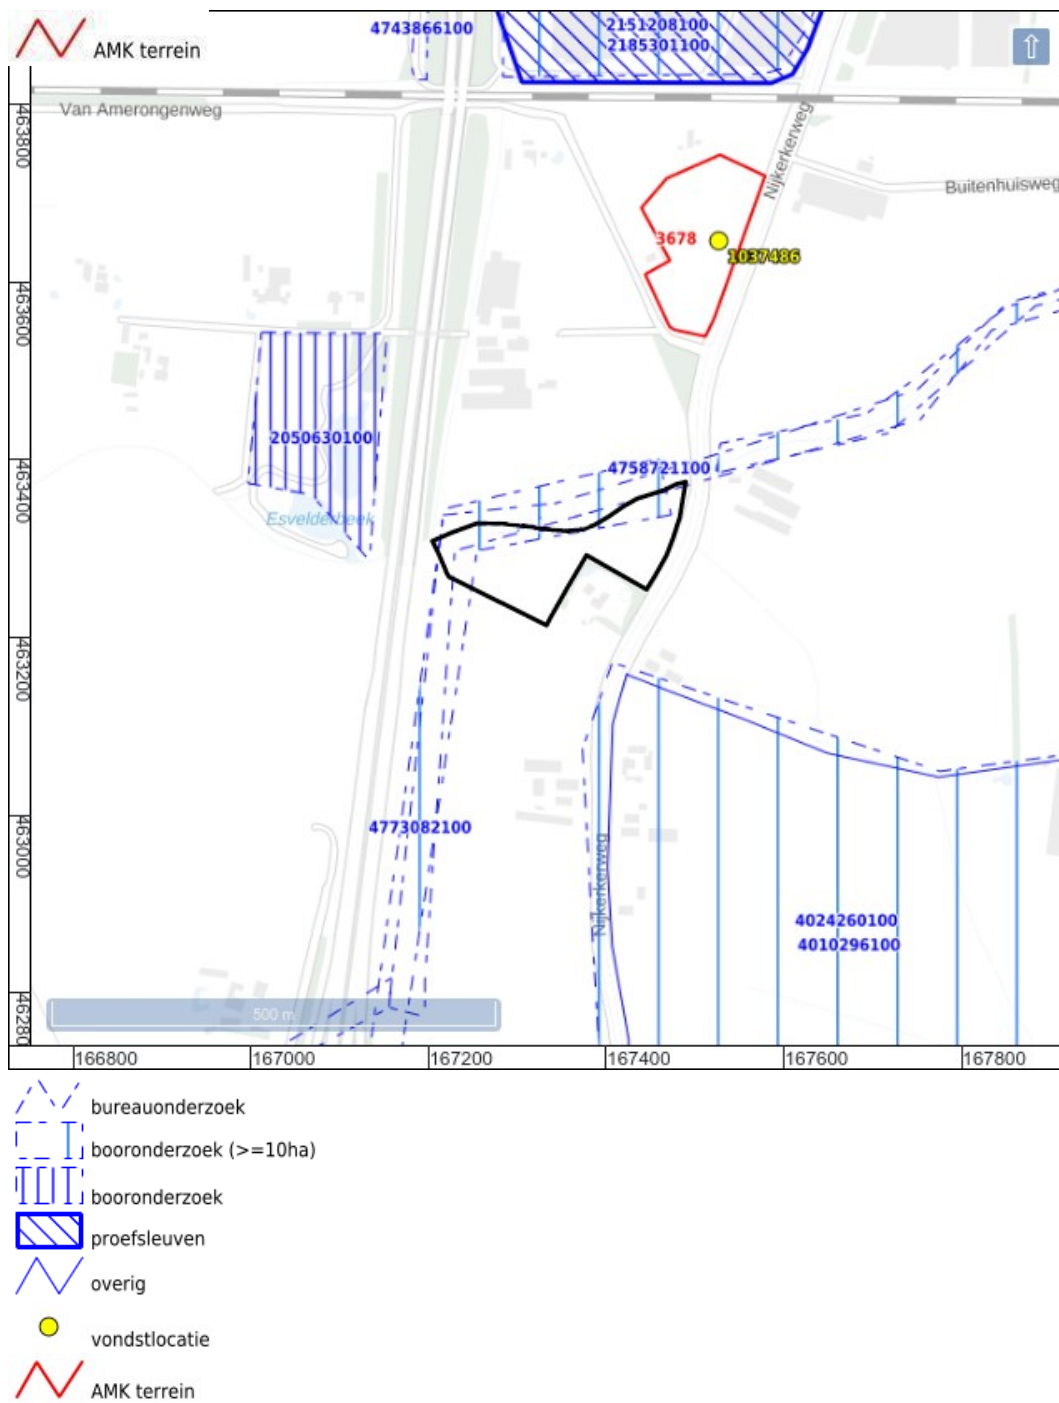 AMK terrein
4743866100
2151208100
2185301100
Van Amerongenweg
Nijkerkerweg
Buitenhuisweg
3678
1037486
2050630100
4758721100
Esvelderbeek
4773082100
Nijkerkerweg
4024260100
4010296100
463800
463600
463400
463200
463000
46280
500 m
166800
167000
167200
167400
167600
167800
bureauonderzoek
booronderzoek (>=10ha)
booronderzoek
proefsleuven
overig
vondstlocatie
AMK terrein